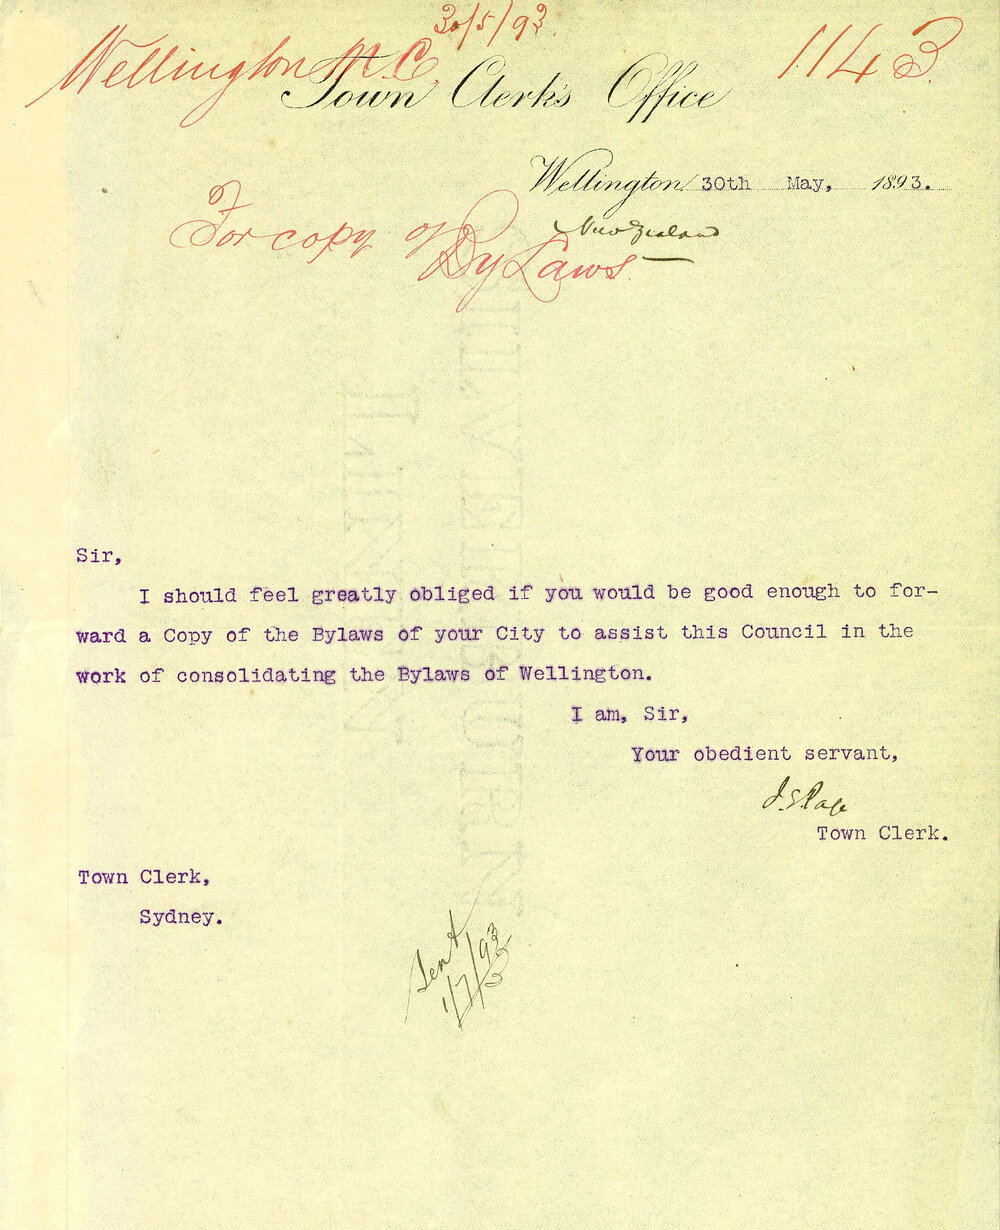 30/5/93
Wellington M.C. 1143
Town Clerk's Office
Wellington 30th May, 1893.
New Zealand
For copy of
By Laws
Sir,
I should feel greatly obliged if you would be good enough to for-
ward a Copy of the Bylaws of your City to assist this Council in the
work of consolidating the Bylaws of Wellington.
I am, Sir,
Your obedient servant,
J.S. Page
Town Clerk.
Town Clerk,
Sydney.
Sent
1/7/93